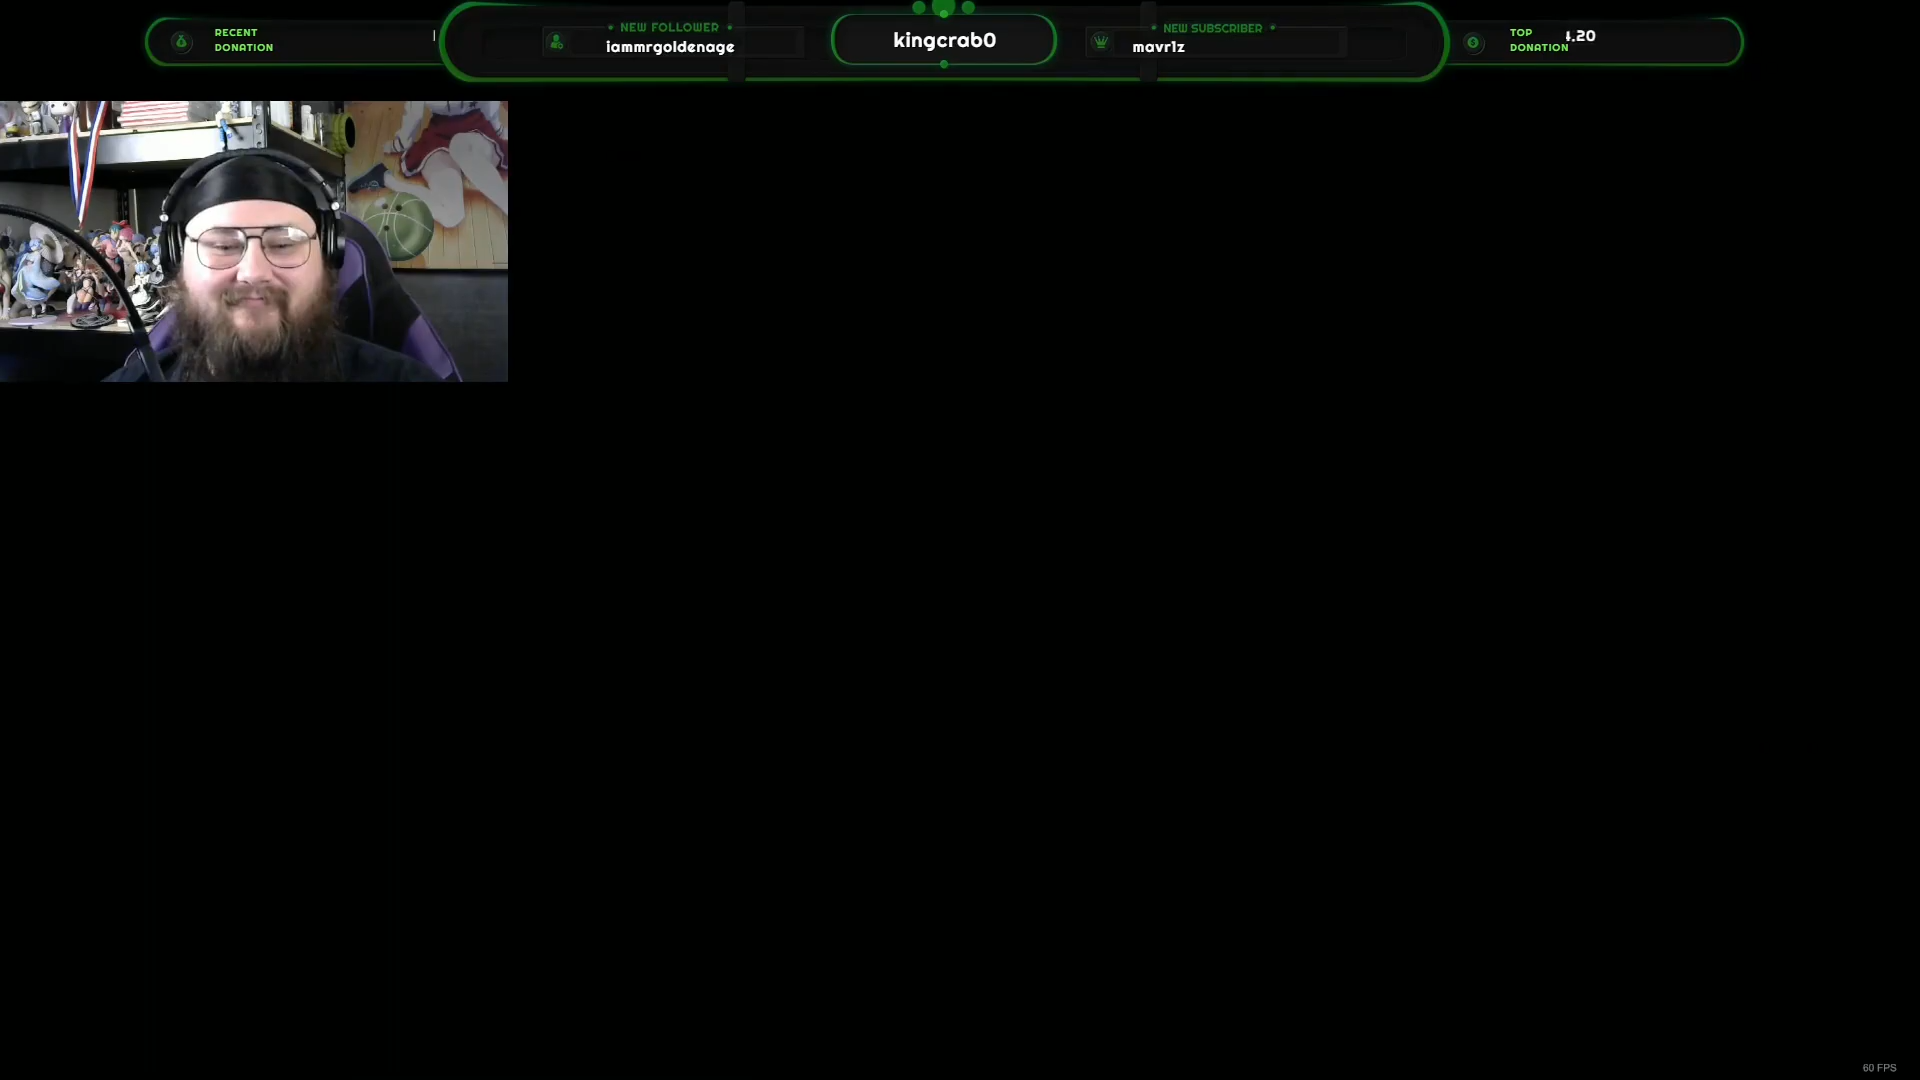 RECENT
DONATION
NEW FOLLOWER
iammrgoldenage
kingcrab0
NEW SUBSCRIBER
mavr1z
TOP
DONATION
.20
60 FPS